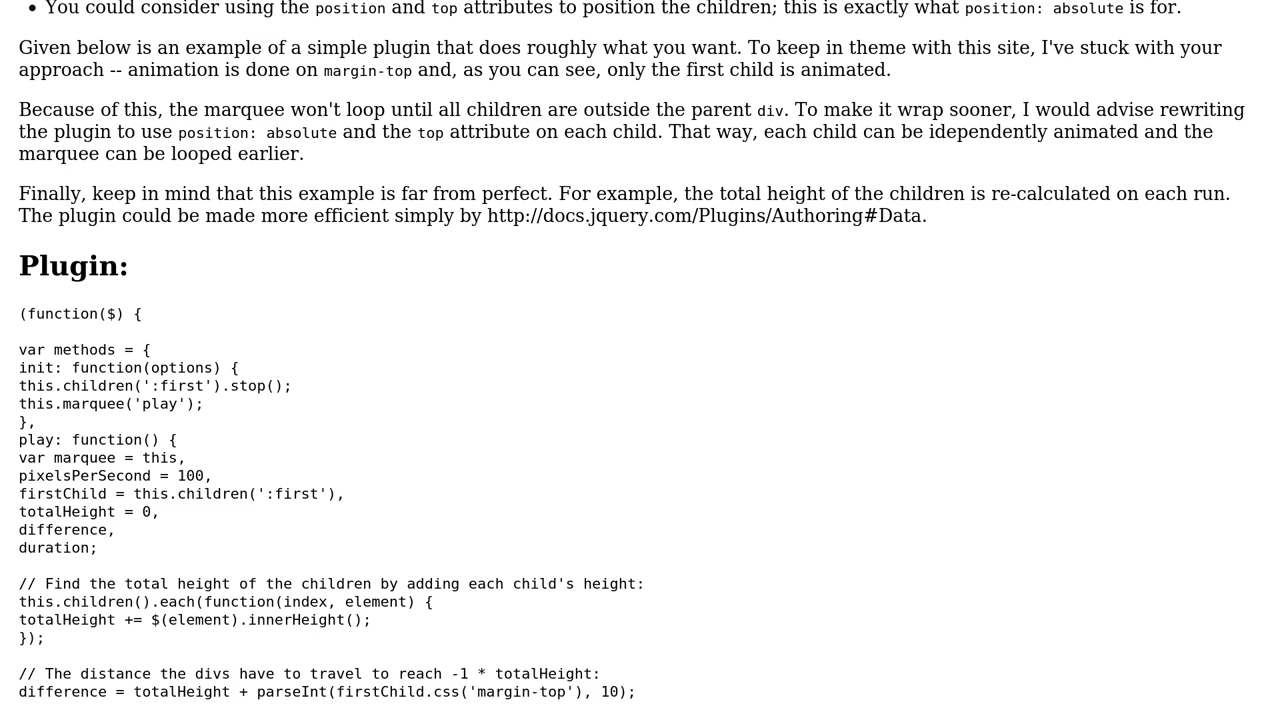 • You could consider using the position and top attributes to position the children; this is exactly what position: absolute is for.
Given below is an example of a simple plugin that does roughly what you want. To keep in theme with this site, I've stuck with your
approach -- animation is done on margin-top and, as you can see, only the first child is animated.
Because of this, the marquee won't loop until all children are outside the parent div. To make it wrap sooner, I would advise rewriting
the plugin to use position: absolute and the top attribute on each child. That way, each child can be idependently animated and the
marquee can be looped earlier.
Finally, keep in mind that this example is far from perfect. For example, the total height of the children is re-calculated on each run.
The plugin could be made more efficient simply by http://docs.jquery.com/Plugins/Authoring#Data.
Plugin:
(function($) {
var methods = {
init: function(options) {
this.children(':first').stop();
this.marquee('play');
},
play: function() {
var marquee = this,
pixelsPerSecond = 100,
firstChild = this.children(':first'),
totalHeight = 0,
difference,
duration;
// Find the total height of the children by adding each child's height:
this.children().each(function(index, element) {
totalHeight += $(element).innerHeight();
});
// The distance the divs have to travel to reach -1 * totalHeight:
difference = totalHeight + parseInt(firstChild.css('margin-top'), 10);